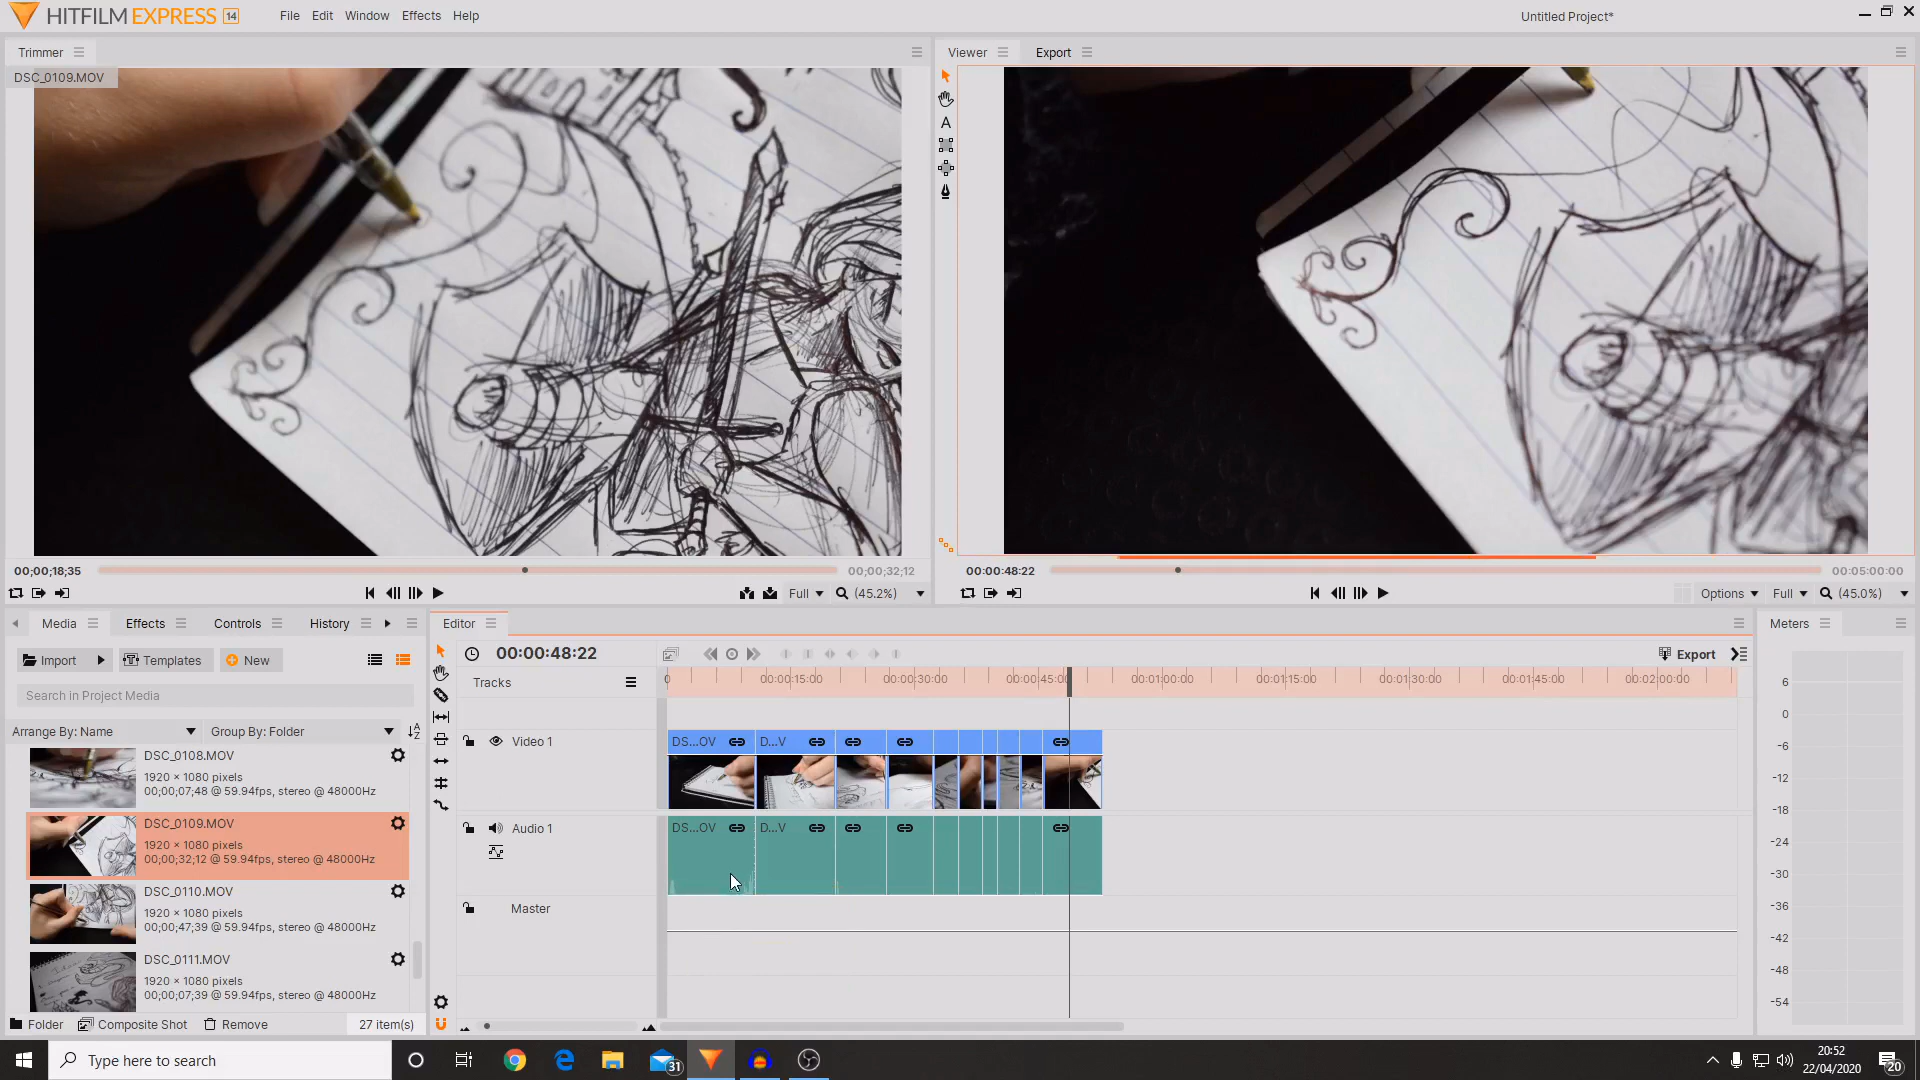 HITFILM EXPRESS 14
File Edit Window Effects Help
Untitled Project*
Trimmer
Viewer Export
DSC_0109.MOV
00;00;18;35 00;00;32;12
00:00:48:22 00:05:00:00
Full (45.2%)
Options Full (45.0%)
Media Effects Controls History
Editor
Meters
Import Templates New
00:00:48:22
Export
Search in Project Media
Tracks
0 00:00:15:00 00:00:30:00 00:00:45:00 00:01:00:00 00:01:15:00 00:01:30:00 00:01:45:00 00:02:00:00
Arrange By: Name Group By: Folder
DSC_0108.MOV
1920 × 1080 pixels
00;00;07;48 @ 59.94fps, stereo @ 48000Hz
DSC_0109.MOV
1920 × 1080 pixels
00;00;32;12 @ 59.94fps, stereo @ 48000Hz
DSC_0110.MOV
1920 × 1080 pixels
00;00;47;39 @ 59.94fps, stereo @ 48000Hz
DSC_0111.MOV
1920 × 1080 pixels
00;00;07;39 @ 59.94fps, stereo @ 48000Hz
Folder Composite Shot Remove 27 item(s)
Video 1 DS...OV D...V
Audio 1 DS...OV D...V
Master
6
0
-6
-12
-18
-24
-30
-36
-42
-48
-54
Type here to search
31
20:52
22/04/2020
20